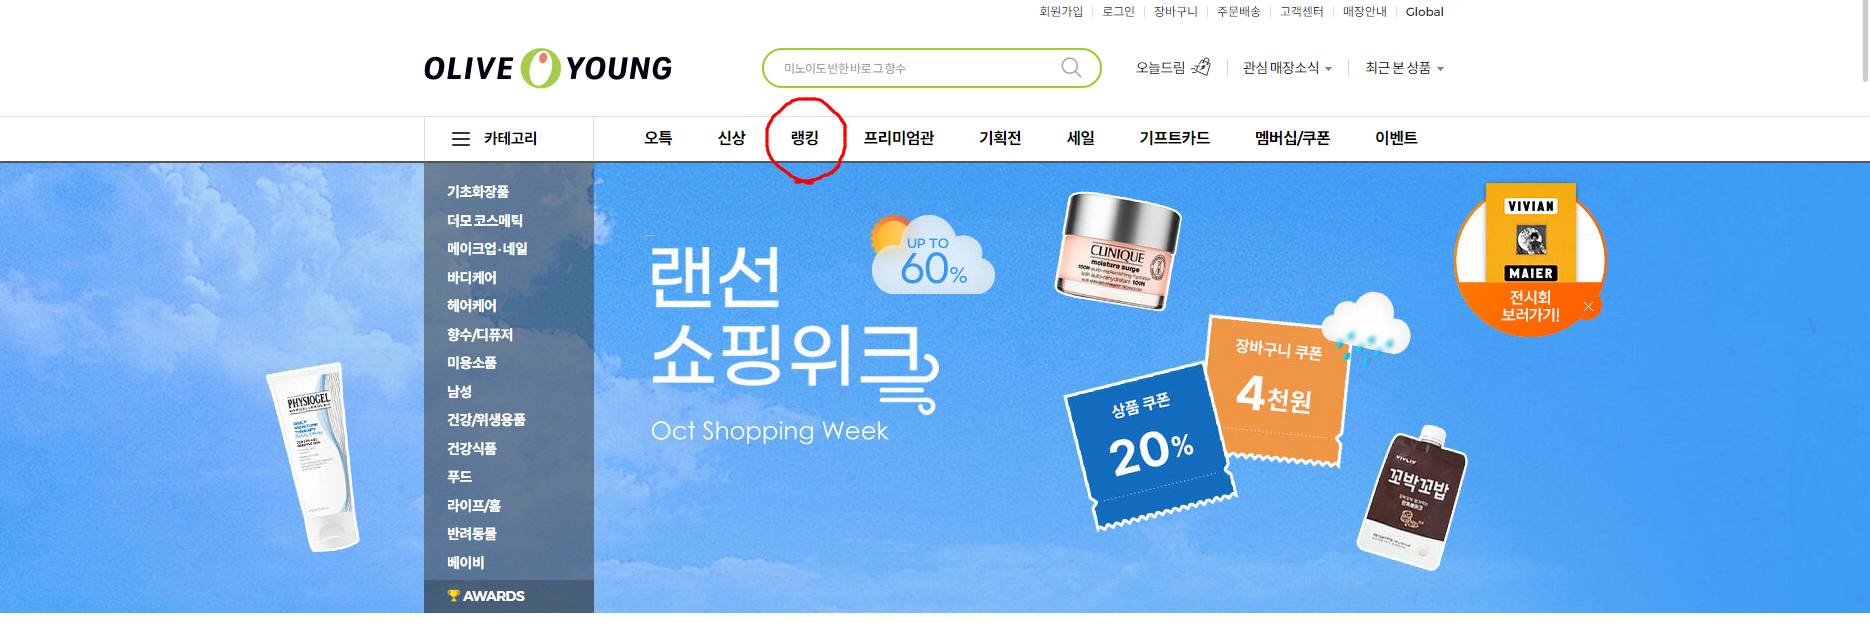 회원가입 로그인 장바구니 주문배송 고객센터 매장안내 Global
OLIVE YOUNG
미노이도 반한 바로 그 향수
오늘드림 관심 매장소식 최근 본 상품
카테고리 오특 신상 랭킹 프리미엄관 기획전 세일 기프트카드 멤버십/쿠폰 이벤트
기초화장품
더모 코스메틱
메이크업·네일
바디케어
헤어케어
향수/디퓨저
미용소품
남성
건강/위생용품
건강식품
푸드
라이프/홈
반려동물
베이비
AWARDS
PHYSIOGEL
랜선
쇼핑위크
Oct Shopping Week
UP TO
60%
CLINIQUE
moisture surge
장바구니 쿠폰
4천원
상품 쿠폰
20%
꼬박꼬밥
VIVIAN
MAIER
전시회
보러가기!